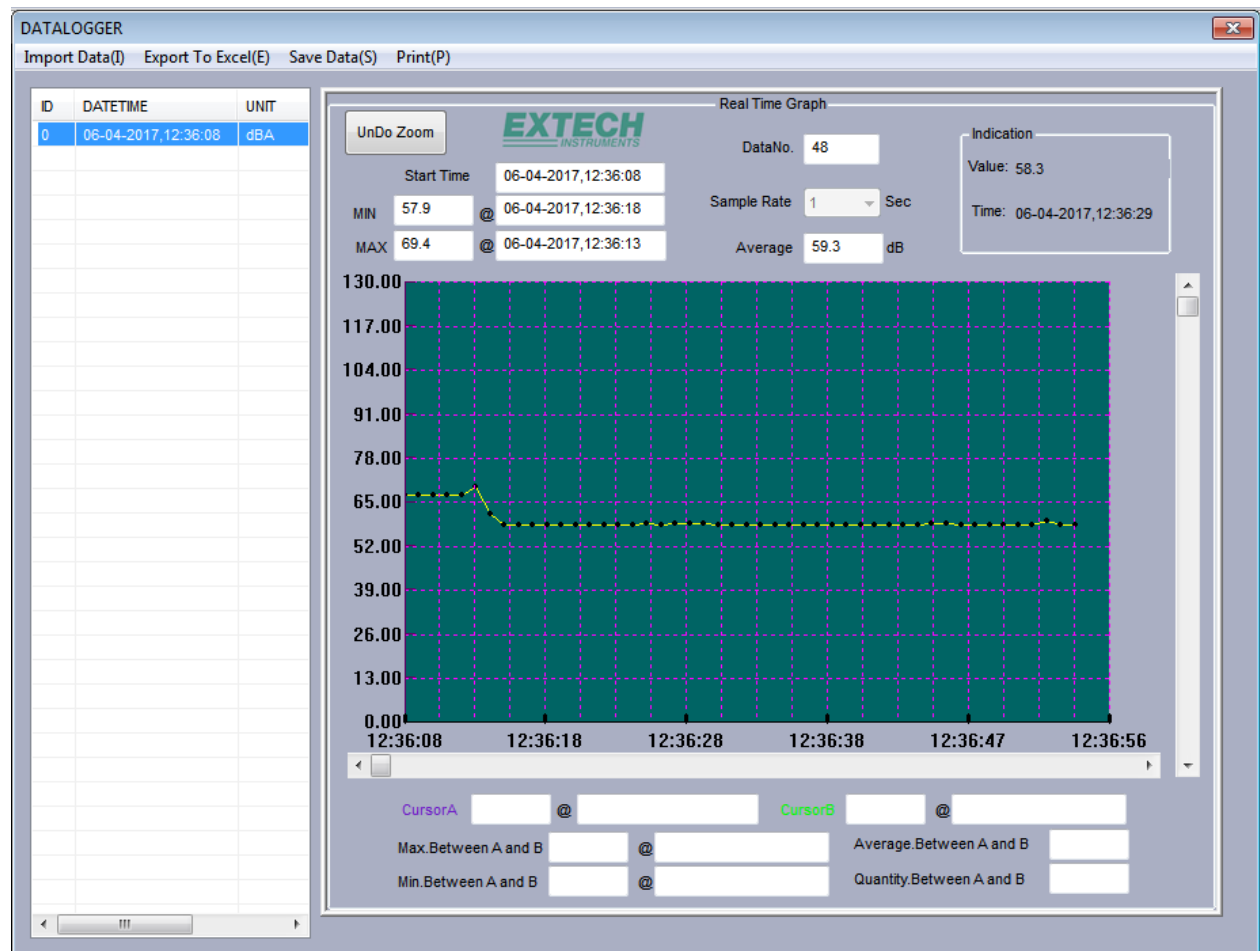 DATALOGGER
Import Data(I) Export To Excel(E) Save Data(S) Print(P)
ID DATETIME UNIT
0 06-04-2017,12:36:08 dBA
Real Time Graph
UnDo Zoom
EXTECH
INSTRUMENTS
DataNo. 48
Indication
Value: 58.3
Time: 06-04-2017,12:36:29
Start Time 06-04-2017,12:36:08
MIN 57.9 @ 06-04-2017,12:36:18
MAX 69.4 @ 06-04-2017,12:36:13
Sample Rate 1 Sec
Average 59.3 dB
130.00
117.00
104.00
91.00
78.00
65.00
52.00
39.00
26.00
13.00
0.00
12:36:08 12:36:18 12:36:28 12:36:38 12:36:47 12:36:56
CursorA @ CursorB @
Max.Between A and B @ Average.Between A and B
Min.Between A and B @ Quantity.Between A and B